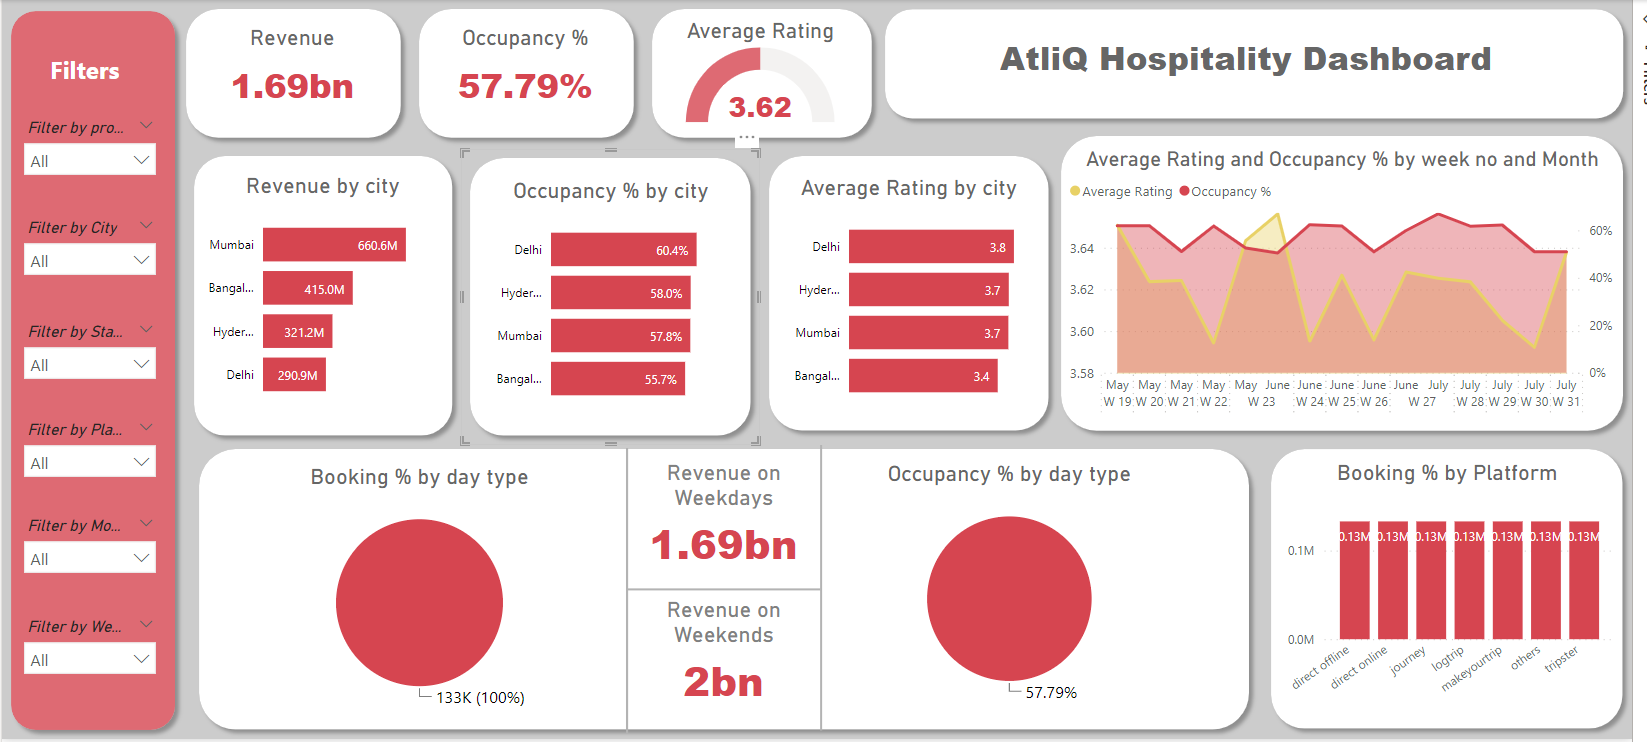 Filters
Filter by pro...
All
Filter by City
All
Filter by Sta...
All
Filter by Pla...
All
Filter by Mo...
All
Filter by We...
All
Revenue
1.69bn
Occupancy %
57.79%
Average Rating
3.62
AtliQ Hospitality Dashboard
Revenue by city
Mumbai 660.6M
Bangal... 415.0M
Hyder... 321.2M
Delhi 290.9M
Occupancy % by city
Delhi 60.4%
Hyder... 58.0%
Mumbai 57.8%
Bangal... 55.7%
Average Rating by city
Delhi 3.8
Hyder... 3.7
Mumbai 3.7
Bangal... 3.4
Average Rating and Occupancy % by week no and Month
Average Rating Occupancy %
3.64
3.62
3.60
3.58
60%
40%
20%
0%
May May May May May June June June June June July July July July July
W 19 W 20 W 21 W 22 W 23 W 24 W 25 W 26 W 27 W 28 W 29 W 30 W 31
Booking % by day type
133K (100%)
Revenue on
Weekdays
1.69bn
Revenue on
Weekends
2bn
Occupancy % by day type
57.79%
Booking % by Platform
0.1M
0.0M
0.13M 0.13M 0.13M 0.13M 0.13M 0.13M 0.13M
direct offline
direct online
journey
logtrip
makeyourtrip
others
tripster